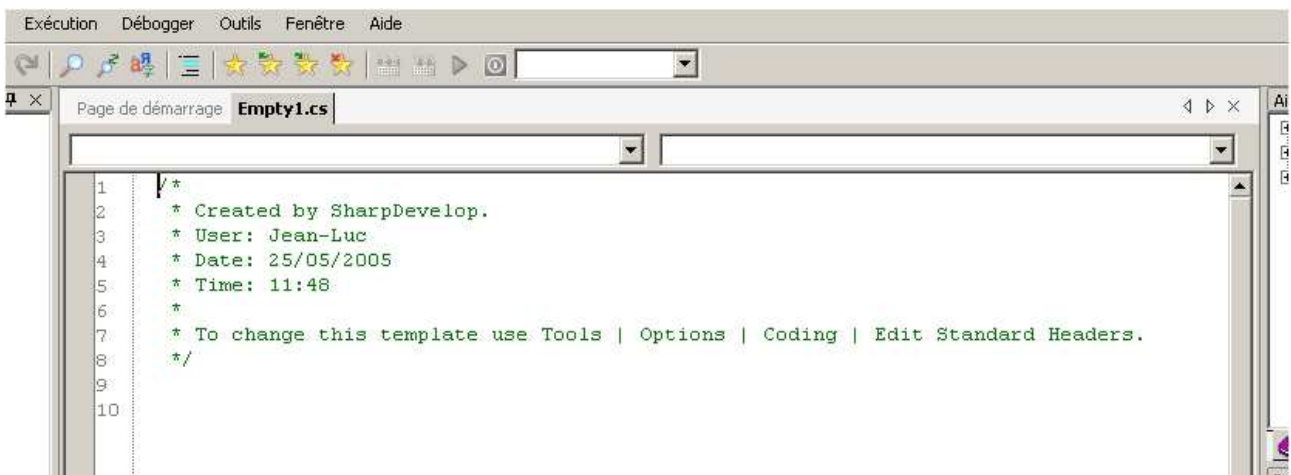 Exécution Débogger Outils Fenêtre Aide
Page de démarrage Empty1.cs
Ai
1 /*
2 * Created by SharpDevelop.
3 * User: Jean-Luc
4 * Date: 25/05/2005
5 * Time: 11:48
6 *
7 * To change this template use Tools | Options | Coding | Edit Standard Headers.
8 */
9
10